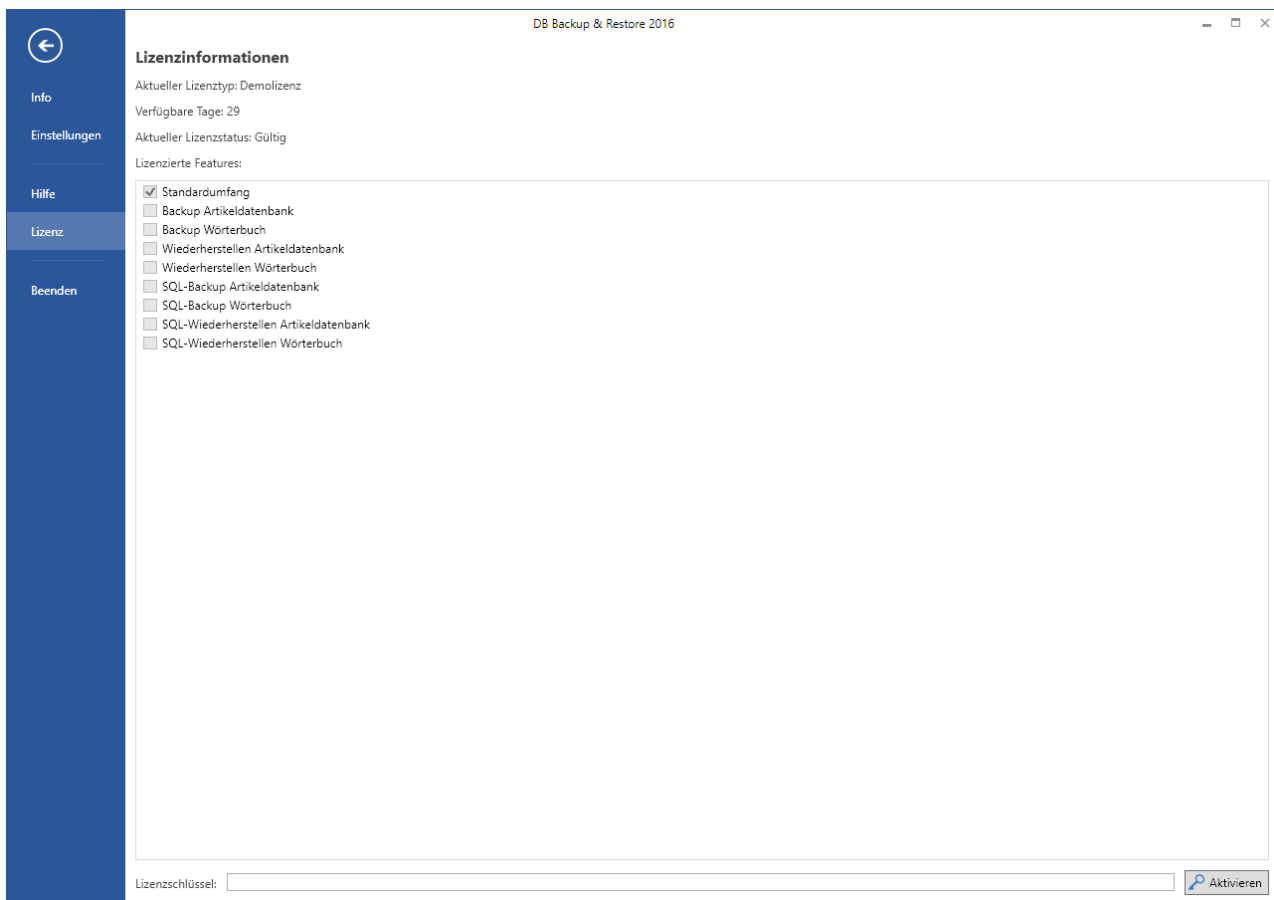 DB Backup & Restore 2016
Info
Einstellungen
Hilfe
Lizenz
Beenden
Lizenzinformationen
Aktueller Lizenztyp: Demolizenz
Verfügbare Tage: 29
Aktueller Lizenzstatus: Gültig
Lizenzierte Features:
Standardumfang
Backup Artikeldatenbank
Backup Wörterbuch
Wiederherstellen Artikeldatenbank
Wiederherstellen Wörterbuch
SQL-Backup Artikeldatenbank
SQL-Backup Wörterbuch
SQL-Wiederherstellen Artikeldatenbank
SQL-Wiederherstellen Wörterbuch
Lizenzschlüssel:
Aktivieren